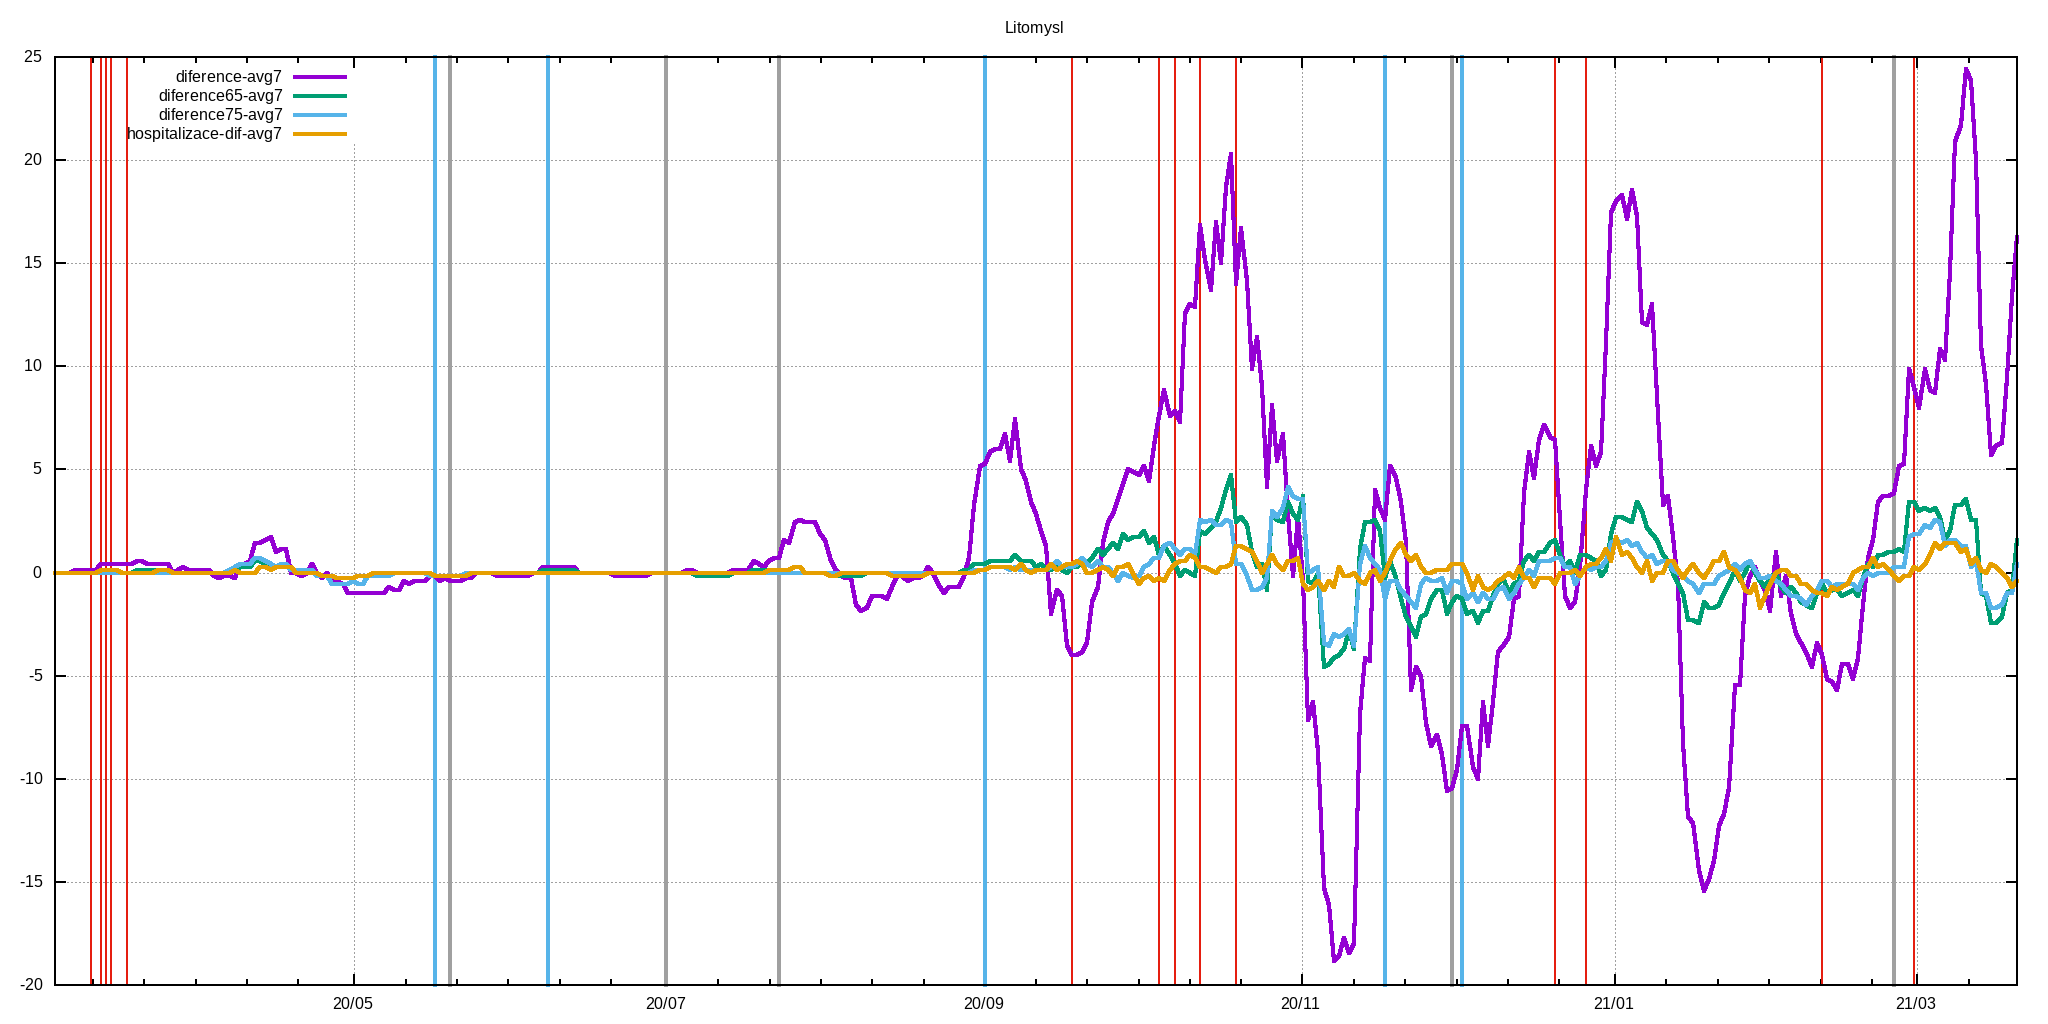 Litomysl
25
diference-avg7
diference65-avg7
diference75-avg7
hospitalizace-dif-avg7
20
15
10
5
0
-5
-10
-15
-20
20/05 20/07 20/09 20/11 21/01 21/03